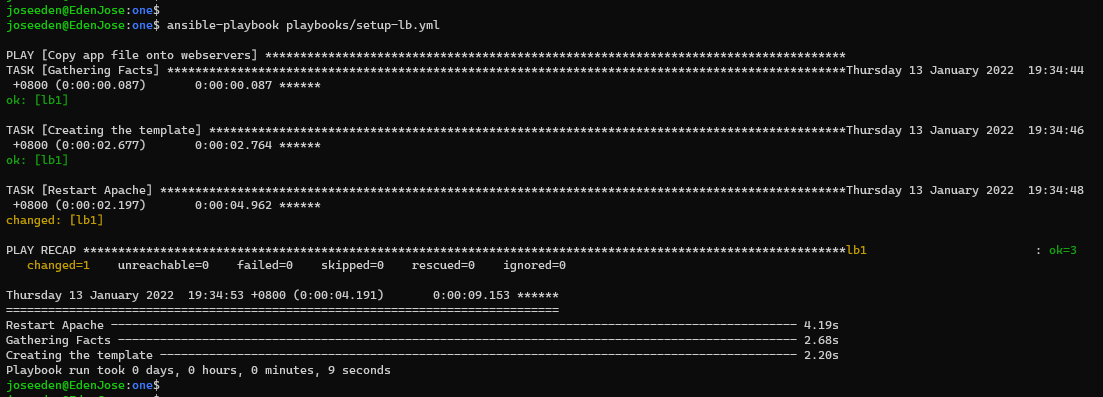 joseeden@EdenJose:one$
joseeden@EdenJose:one$ ansible-playbook playbooks/setup-lb.yml
PLAY [Copy app file onto webservers] ***********************************************************************************
TASK [Gathering Facts] *************************************************************************************************Thursday 13 January 2022  19:34:44
 +0800 (0:00:00.087)       0:00:00.087 ******
ok: [lb1]
TASK [Creating the template] *******************************************************************************************Thursday 13 January 2022  19:34:46
 +0800 (0:00:02.677)       0:00:02.764 ******
ok: [lb1]
TASK [Restart Apache] **************************************************************************************************Thursday 13 January 2022  19:34:48
 +0800 (0:00:02.197)       0:00:04.962 ******
changed: [lb1]
PLAY RECAP *************************************************************************************************************lb1                        : ok=3
   changed=1    unreachable=0    failed=0    skipped=0    rescued=0    ignored=0
Thursday 13 January 2022  19:34:53 +0800 (0:00:04.191)       0:00:09.153 ******
===============================================================================
Restart Apache -------------------------------------------------------------------------------------------------- 4.19s
Gathering Facts ------------------------------------------------------------------------------------------------- 2.68s
Creating the template ------------------------------------------------------------------------------------------- 2.20s
Playbook run took 0 days, 0 hours, 0 minutes, 9 seconds
joseeden@EdenJose:one$